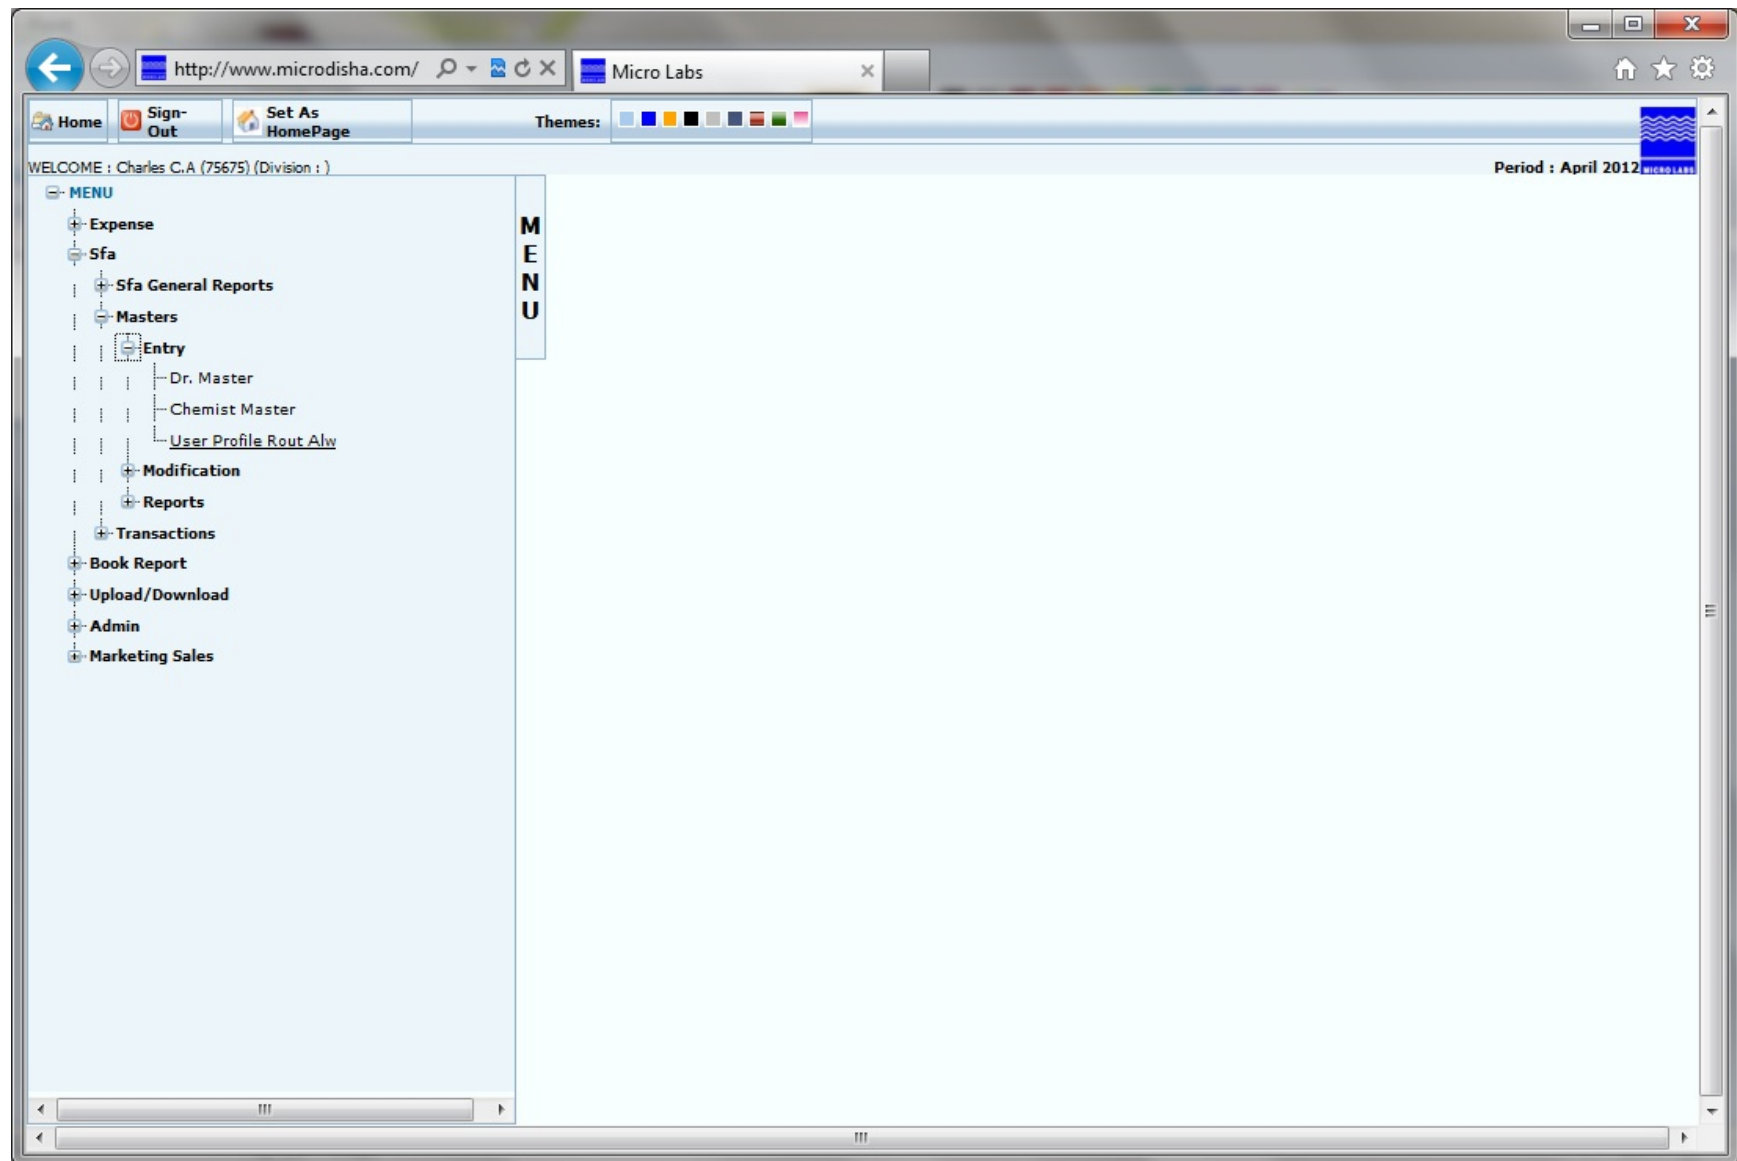 http://www.microdisha.com/
Micro Labs
Home
Sign-
Out
Set As
HomePage
Themes:
WELCOME : Charles C.A (75675) (Division : )
Period : April 2012
MICRO LABS
MENU
Expense
Sfa
Sfa General Reports
Masters
Entry
Dr. Master
Chemist Master
User Profile Rout Alw
Modification
Reports
Transactions
Book Report
Upload/Download
Admin
Marketing Sales
M
E
N
U